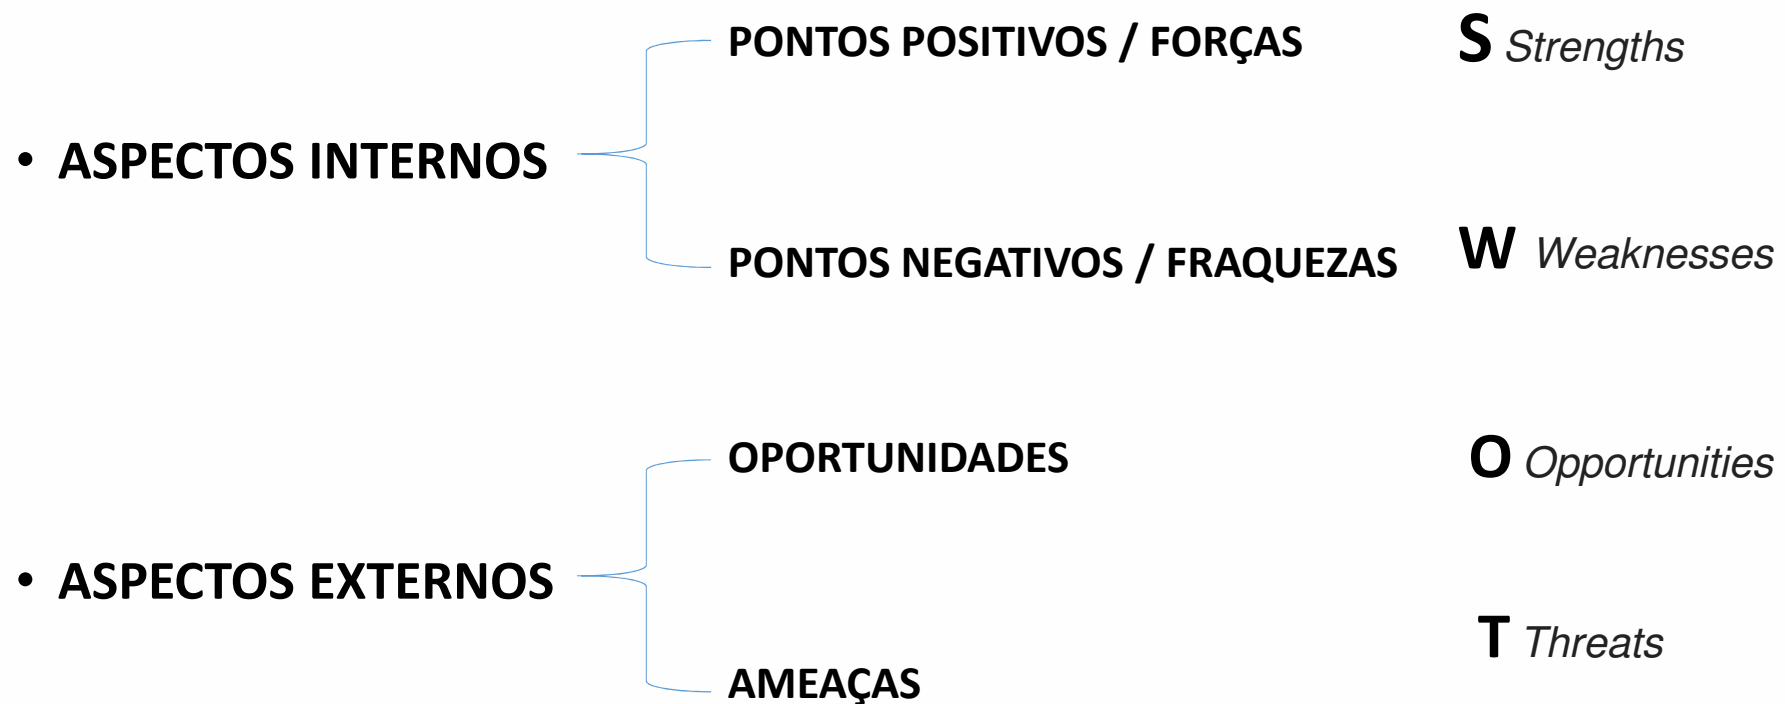 PONTOS POSITIVOS / FORÇAS S Strengths
• ASPECTOS INTERNOS
PONTOS NEGATIVOS / FRAQUEZAS W Weaknesses
OPORTUNIDADES O Opportunities
• ASPECTOS EXTERNOS
T Threats
AMEAÇAS